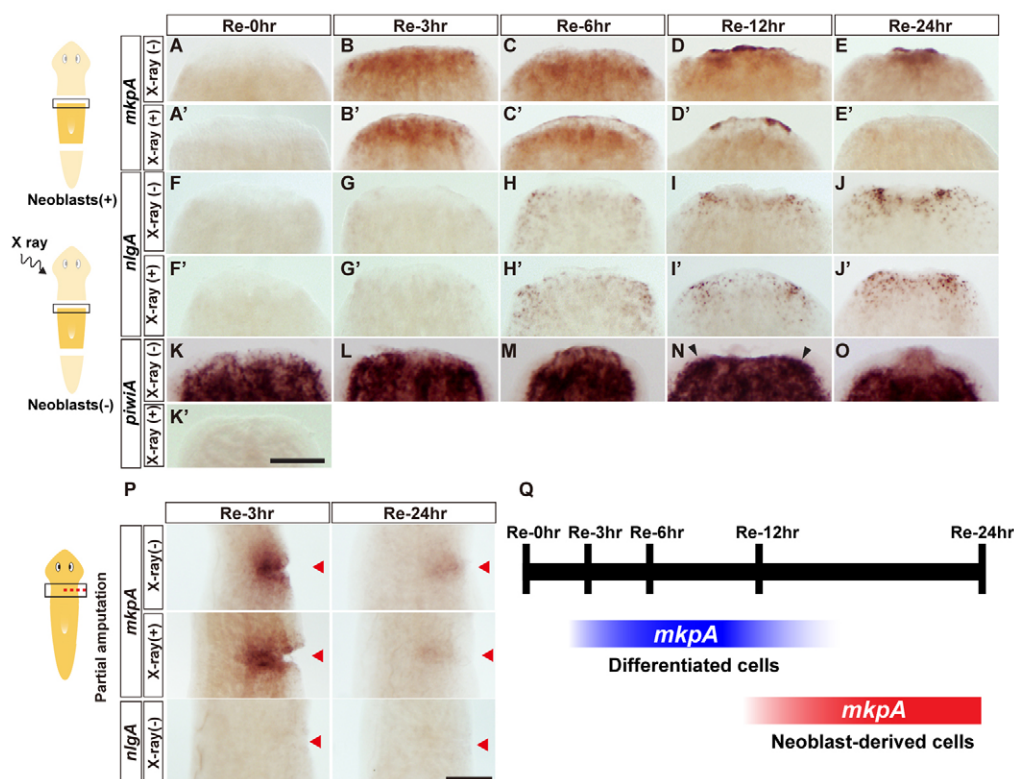 Re-0hr Re-3hr Re-6hr Re-12hr Re-24hr
mkpA
X-ray (-)
A B C D E
X-ray (+)
A’ B’ C’ D’ E’
Neoblasts(+)
nlgA
X-ray (-)
F G H I J
X ray
X-ray (+)
F’ G’ H’ I’ J’
piwiA
X-ray (-)
K L M N O
Neoblasts(-)
X-ray (+)
K’
P
Re-3hr Re-24hr
Partial amputation
mkpA
X-ray(-)
X-ray(+)
nlgA
X-ray(-)
Q
Re-0hr Re-3hr Re-6hr Re-12hr Re-24hr
mkpA
Differentiated cells
mkpA
Neoblast-derived cells